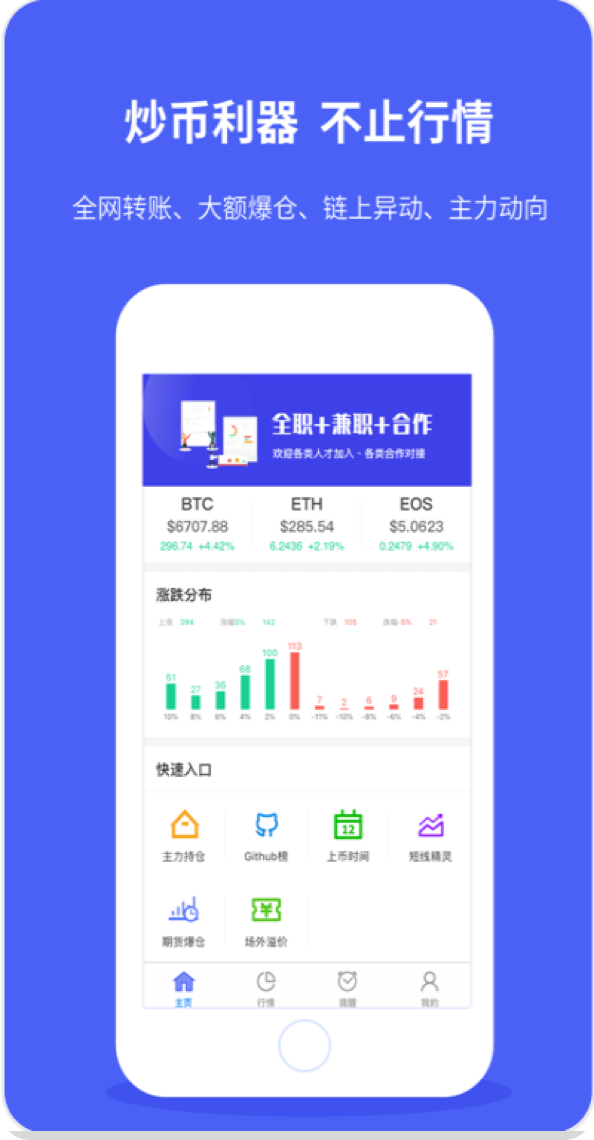 炒币利器 不止行情
全网转账、大额爆仓、链上异动、主力动向
全职+兼职+合作
欢迎各类人才加入、各类合作对接
BTC ETH EOS
$6707.88 $285.54 $5.0623
296.74 +4.42% 6.2436 +2.19% 0.2479 +4.90%
涨跌分布
上涨 394 涨幅5% 142 下跌 105 跌幅-5% 21
51 27 36 68 100 113 7 2 6 9 24 57
10% 8% 6% 4% 2% 0% -11% -10% -8% -6% -4% -2%
快速入口
12
主力持仓 Github榜 上币时间 短线精灵
期货爆仓 场外溢价
主页 行情 提醒 我的